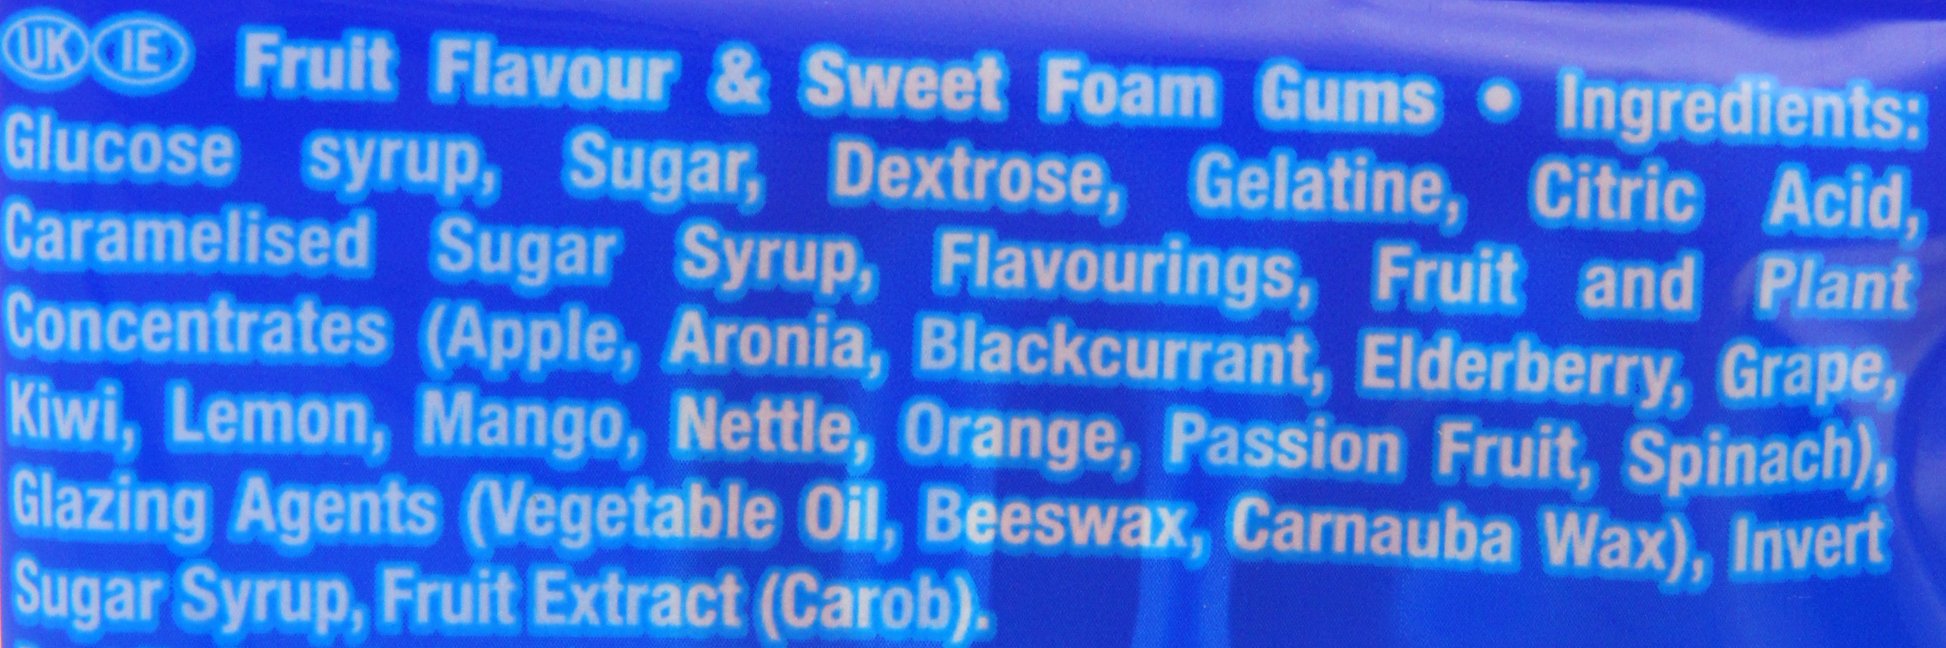 UK IE Fruit Flavour & Sweet Foam Gums • Ingredients:
Glucose syrup, Sugar, Dextrose, Gelatine, Citric Acid,
Caramelised Sugar Syrup, Flavourings, Fruit and Plant
Concentrates (Apple, Aronia, Blackcurrant, Elderberry, Grape,
Kiwi, Lemon, Mango, Nettle, Orange, Passion Fruit, Spinach),
Glazing Agents (Vegetable Oil, Beeswax, Carnauba Wax), Invert
Sugar Syrup, Fruit Extract (Carob).